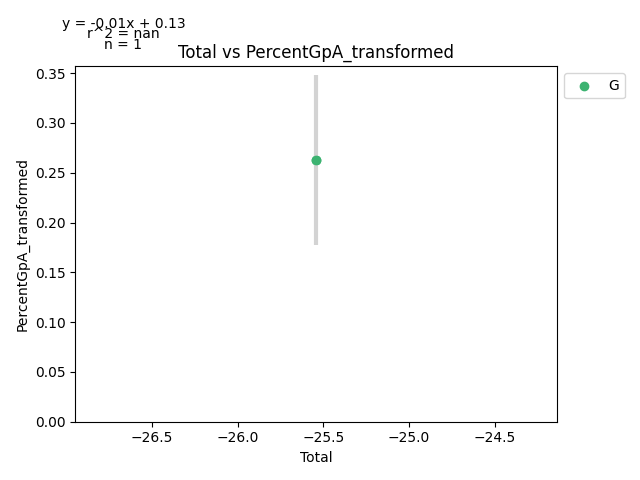 y = -0.01x + 0.13
r^2 = nan
n = 1
Total vs PercentGpA_transformed
G
PercentGpA_transformed
0.35
0.30
0.25
0.20
0.15
0.10
0.05
0.00
−26.5 −26.0 −25.5 −25.0 −24.5
Total